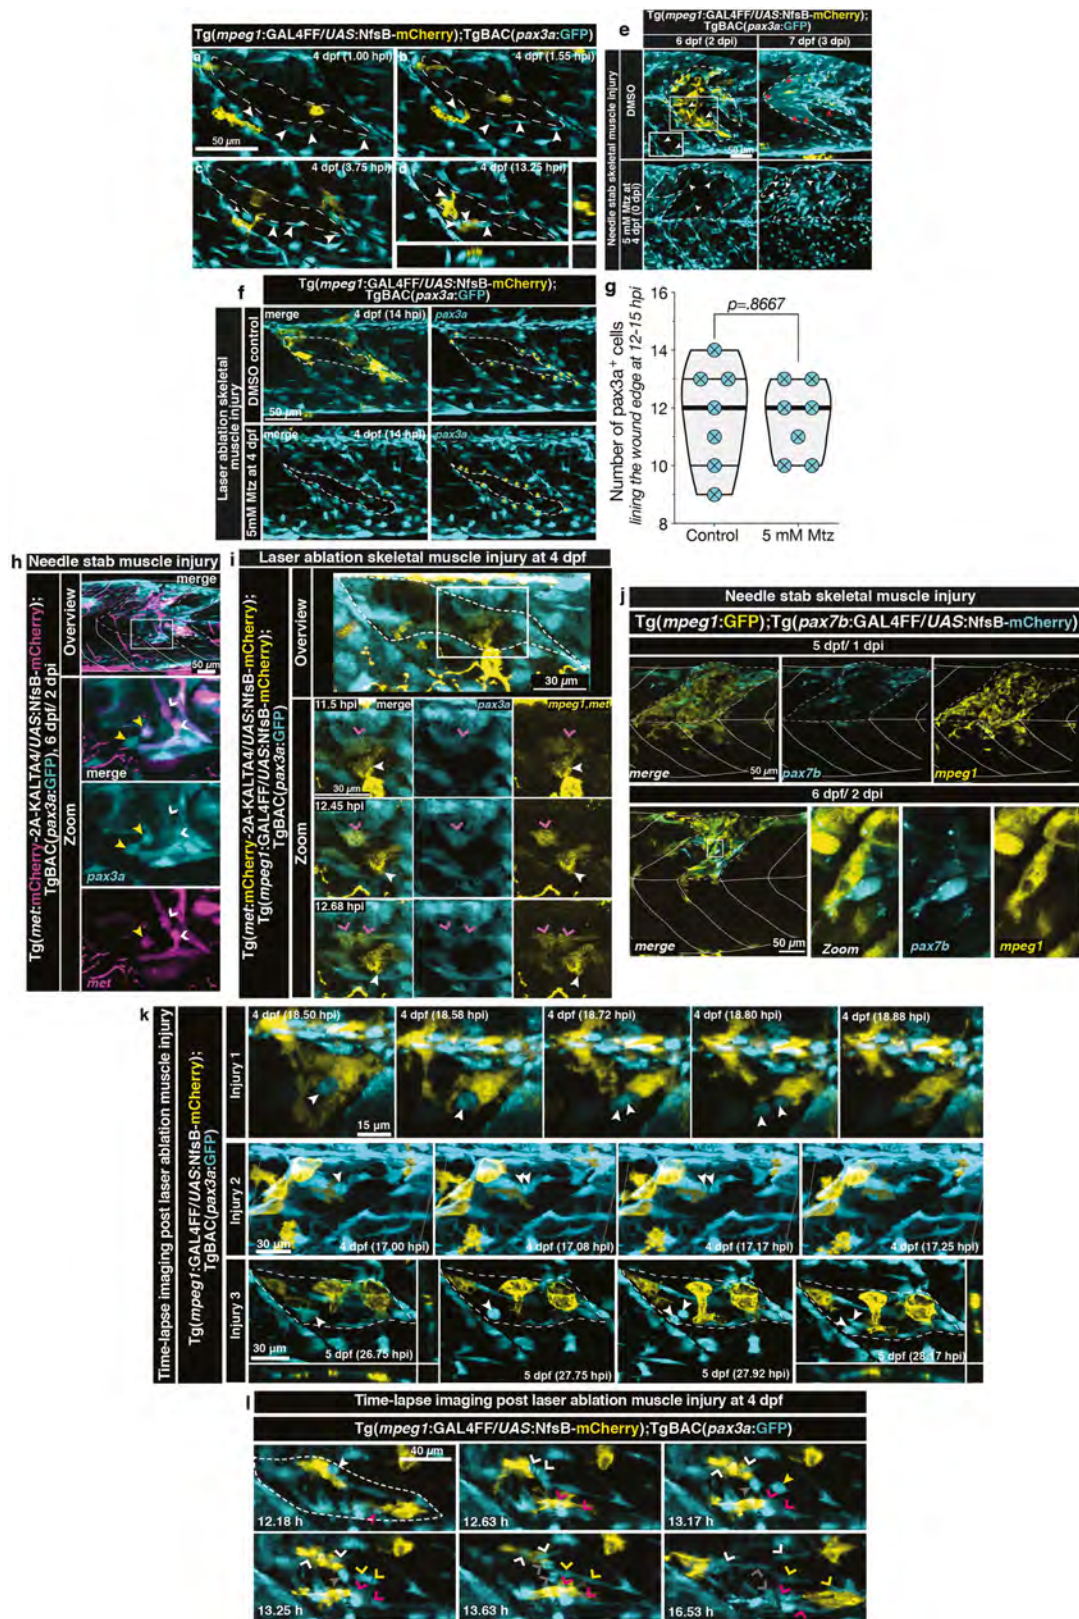 Tg(mpeg1:GAL4FF/UAS:NfsB-mCherry);TgBAC(pax3a:GFP)
a
4 dpf (1.00 hpi)
50 µm
b
4 dpf (1.55 hpi)
c
4 dpf (3.75 hpi)
d
4 dpf (13.25 hpi)
e
Tg(mpeg1:GAL4FF/UAS:NfsB-mCherry);
TgBAC(pax3a:GFP)
6 dpf (2 dpi)
7 dpf (3 dpi)
Needle stab skeletal muscle injury
DMSO
50 µm
5 mM Mtz at
4 dpf (0 dpi)
f
Tg(mpeg1:GAL4FF/UAS:NfsB-mCherry);
TgBAC(pax3a:GFP)
Laser ablation skeletal
muscle injury
DMSO control
merge
4 dpf (14 hpi)
pax3a
50 µm
5mM Mtz at 4 dpf
merge
4 dpf (14 hpi)
pax3a
g
Number of pax3a+ cells
lining the wound edge at 12-15 hpi
16
14
12
10
8
p=.8667
Control
5 mM Mtz
h
Needle stab muscle injury
Tg(met:mCherry-2A-KALTA4/UAS:NfsB-mCherry);
TgBAC(pax3a:GFP), 6 dpf/ 2 dpi
Overview
merge
50 µm
Zoom
merge
pax3a
met
i
Laser ablation skeletal muscle injury at 4 dpf
Tg(met:mCherry-2A-KALTA4/UAS:NfsB-mCherry);
Tg(mpeg1:GAL4FF/UAS:NfsB-mCherry);
TgBAC(pax3a:GFP)
Overview
30 µm
Zoom
11.5 hpi
merge
pax3a
mpeg1,met
30 µm
12.45 hpi
12.68 hpi
j
Needle stab skeletal muscle injury
Tg(mpeg1:GFP);Tg(pax7b:GAL4FF/UAS:NfsB-mCherry)
5 dpf/ 1 dpi
merge
50 µm
pax7b
mpeg1
6 dpf/ 2 dpi
merge
50 µm
Zoom
pax7b
mpeg1
k
Time-lapse imaging post laser ablation muscle injury
Tg(mpeg1:GAL4FF/UAS:NfsB-mCherry);
TgBAC(pax3a:GFP)
Injury 1
4 dpf (18.50 hpi)
4 dpf (18.58 hpi)
4 dpf (18.72 hpi)
4 dpf (18.80 hpi)
4 dpf (18.88 hpi)
15 µm
Injury 2
30 µm
4 dpf (17.00 hpi)
4 dpf (17.08 hpi)
4 dpf (17.17 hpi)
4 dpf (17.25 hpi)
Injury 3
30 µm
5 dpf (26.75 hpi)
5 dpf (27.75 hpi)
5 dpf (27.92 hpi)
5 dpf (28.17 hpi)
l
Time-lapse imaging post laser ablation muscle injury at 4 dpf
Tg(mpeg1:GAL4FF/UAS:NfsB-mCherry);TgBAC(pax3a:GFP)
40 µm
12.18 h
12.63 h
13.17 h
13.25 h
13.63 h
16.53 h